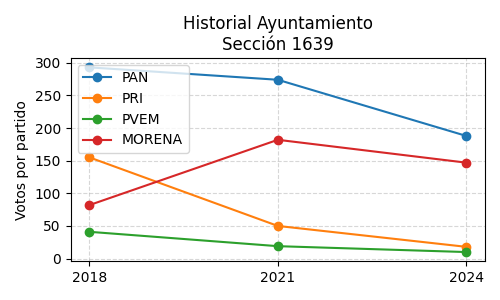 Historial Ayuntamiento
Sección 1639
Votos por partido
300
250
200
150
100
50
0
PAN
PRI
PVEM
MORENA
2018
2021
2024